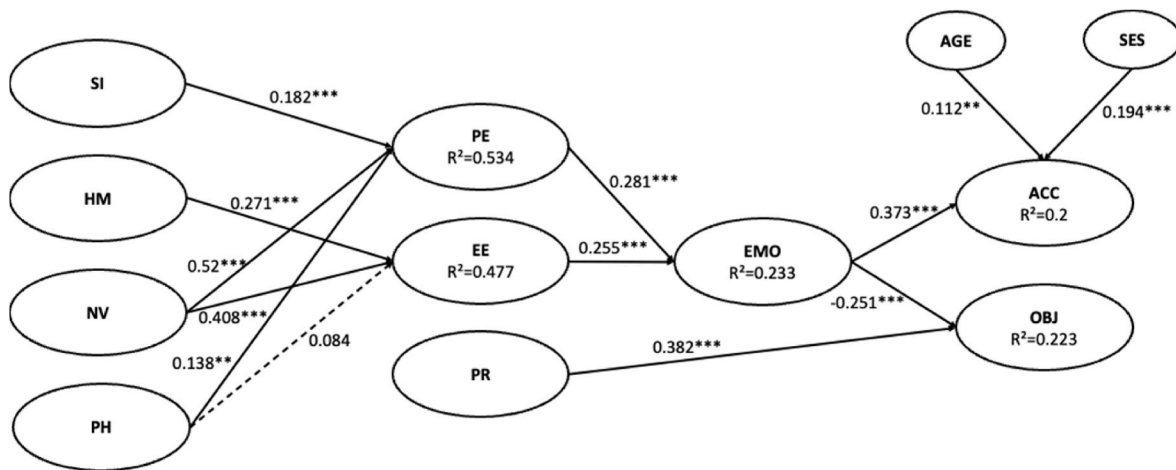 AGE
SES
SI
0.182***
0.112**
0.194***
PE
R²=0.534
HM
0.271***
0.281***
ACC
R²=0.2
0.373***
EE
R²=0.477
0.255***
EMO
R²=0.233
0.52***
NV
0.408***
-0.251***
OBJ
R²=0.223
0.084
0.138**
0.382***
PR
PH